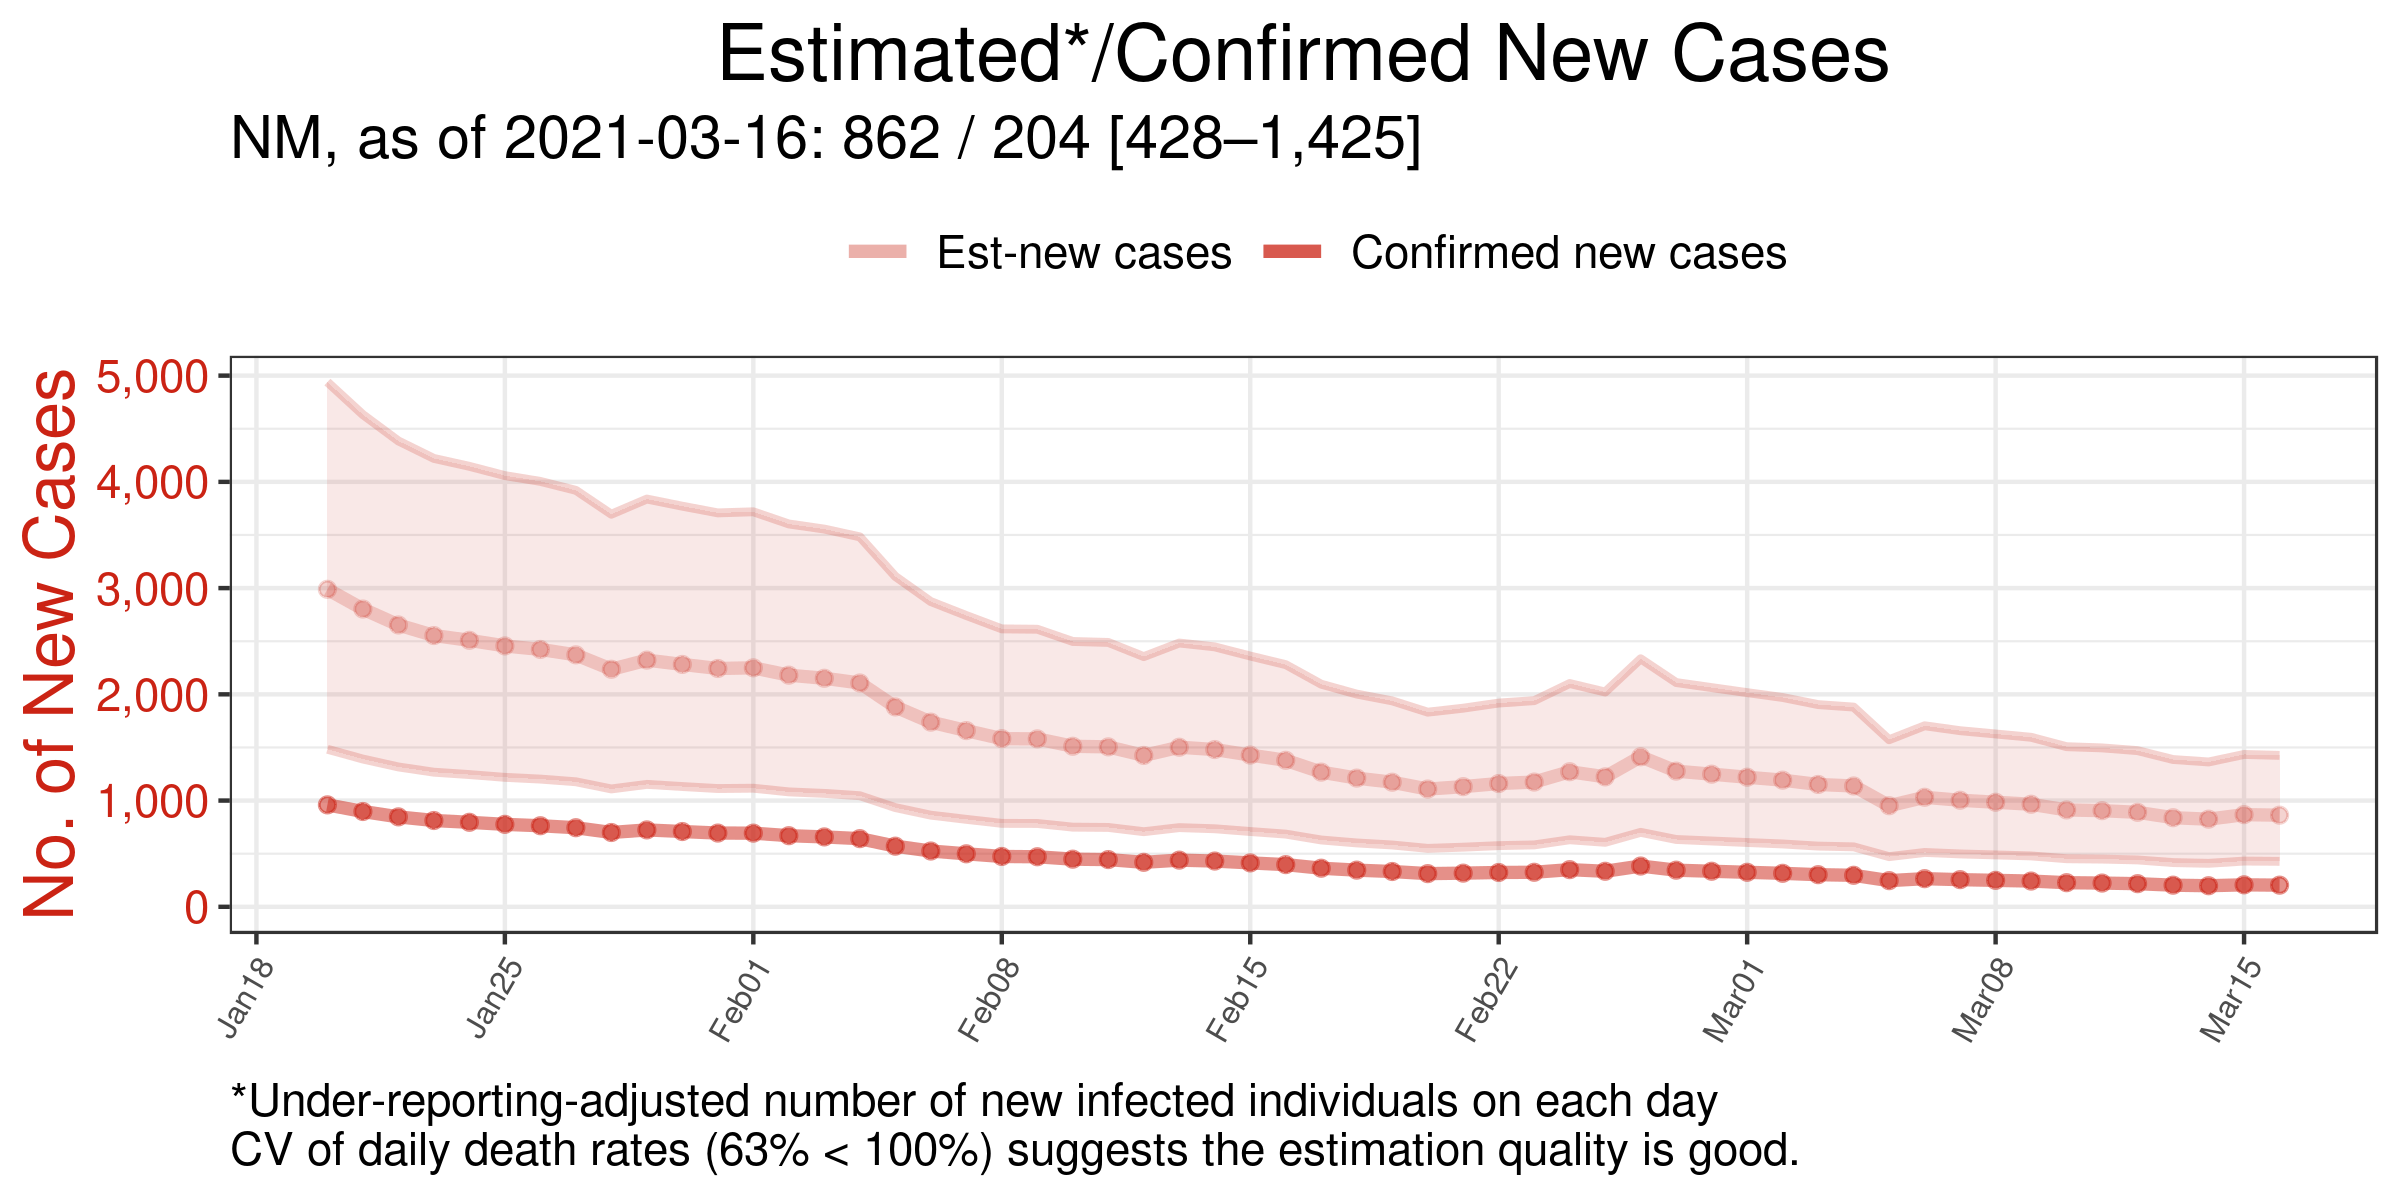 Estimated*/Confirmed New Cases
NM, as of 2021-03-16: 862 / 204 [428–1,425]
Est-new cases
Confirmed new cases
No. of New Cases
5,000
4,000
3,000
2,000
1,000
0
Jan18
Jan25
Feb01
Feb08
Feb15
Feb22
Mar01
Mar08
Mar15
*Under-reporting-adjusted number of new infected individuals on each day
CV of daily death rates (63% < 100%) suggests the estimation quality is good.